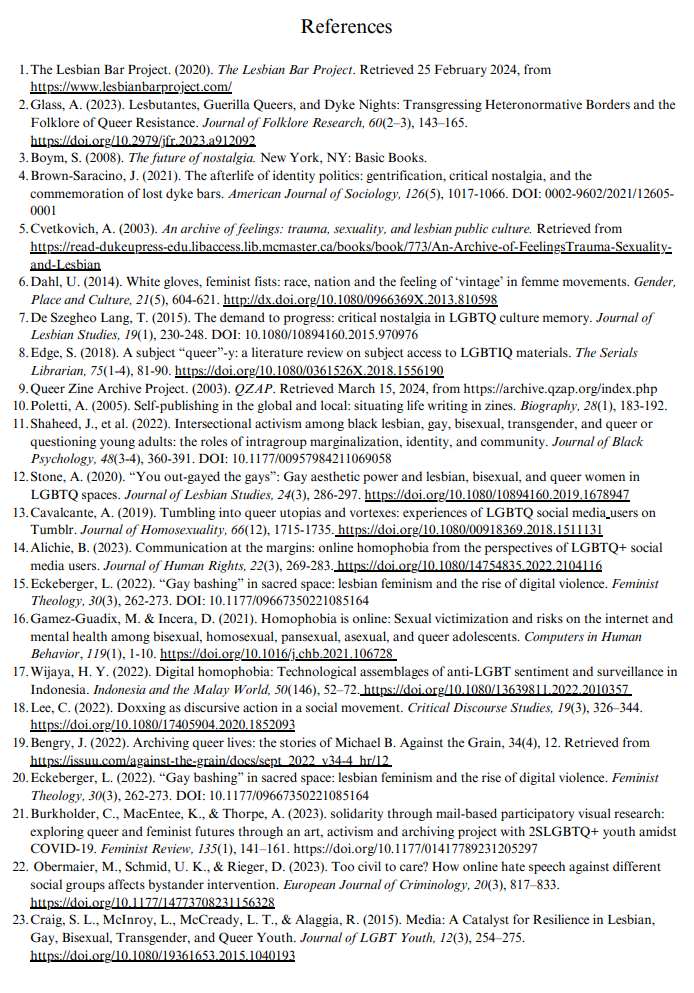 References
1. The Lesbian Bar Project. (2020). The Lesbian Bar Project. Retrieved 25 February 2024, from
https://www.lesbianbarproject.com/
2. Glass, A. (2023). Lesbutantes, Guerilla Queers, and Dyke Nights: Transgressing Heteronormative Borders and the
Folklore of Queer Resistance. Journal of Folklore Research, 60(2–3), 143–165.
https://doi.org/10.2979/jfr.2023.a912092
3. Boym, S. (2008). The future of nostalgia. New York, NY: Basic Books.
4. Brown-Saracino, J. (2021). The afterlife of identity politics: gentrification, critical nostalgia, and the
commemoration of lost dyke bars. American Journal of Sociology, 126(5), 1017-1066. DOI: 0002-9602/2021/12605-
0001
5. Cvetkovich, A. (2003). An archive of feelings: trauma, sexuality, and lesbian public culture. Retrieved from
https://read-dukeupress-edu.libaccess.lib.mcmaster.ca/books/book/773/An-Archive-of-FeelingsTrauma-Sexuality-
and-Lesbian
6. Dahl, U. (2014). White gloves, feminist fists: race, nation and the feeling of ‘vintage’ in femme movements. Gender,
Place and Culture, 21(5), 604-621. http://dx.doi.org/10.1080/0966369X.2013.810598
7. De Szegheo Lang, T. (2015). The demand to progress: critical nostalgia in LGBTQ culture memory. Journal of
Lesbian Studies, 19(1), 230-248. DOI: 10.1080/10894160.2015.970976
8. Edge, S. (2018). A subject “queer”-y: a literature review on subject access to LGBTIQ materials. The Serials
Librarian, 75(1-4), 81-90. https://doi.org/10.1080/0361526X.2018.1556190
9. Queer Zine Archive Project. (2003). QZAP. Retrieved March 15, 2024, from https://archive.qzap.org/index.php
10. Poletti, A. (2005). Self-publishing in the global and local: situating life writing in zines. Biography, 28(1), 183-192.
11. Shaheed, J., et al. (2022). Intersectional activism among black lesbian, gay, bisexual, transgender, and queer or
questioning young adults: the roles of intragroup marginalization, identity, and community. Journal of Black
Psychology, 48(3-4), 360-391. DOI: 10.1177/00957984211069058
12. Stone, A. (2020). “You out-gayed the gays”: Gay aesthetic power and lesbian, bisexual, and queer women in
LGBTQ spaces. Journal of Lesbian Studies, 24(3), 286-297. https://doi.org/10.1080/10894160.2019.1678947
13. Cavalcante, A. (2019). Tumbling into queer utopias and vortexes: experiences of LGBTQ social media users on
Tumblr. Journal of Homosexuality, 66(12), 1715-1735. https://doi.org/10.1080/00918369.2018.1511131
14. Alichie, B. (2023). Communication at the margins: online homophobia from the perspectives of LGBTQ+ social
media users. Journal of Human Rights, 22(3), 269-283. https://doi.org/10.1080/14754835.2022.2104116
15. Eckeberger, L. (2022). “Gay bashing” in sacred space: lesbian feminism and the rise of digital violence. Feminist
Theology, 30(3), 262-273. DOI: 10.1177/09667350221085164
16. Gamez-Guadix, M. & Incera, D. (2021). Homophobia is online: Sexual victimization and risks on the internet and
mental health among bisexual, homosexual, pansexual, asexual, and queer adolescents. Computers in Human
Behavior, 119(1), 1-10. https://doi.org/10.1016/j.chb.2021.106728
17. Wijaya, H. Y. (2022). Digital homophobia: Technological assemblages of anti-LGBT sentiment and surveillance in
Indonesia. Indonesia and the Malay World, 50(146), 52–72. https://doi.org/10.1080/13639811.2022.2010357
18. Lee, C. (2022). Doxxing as discursive action in a social movement. Critical Discourse Studies, 19(3), 326–344.
https://doi.org/10.1080/17405904.2020.1852093
19. Bengry, J. (2022). Archiving queer lives: the stories of Michael B. Against the Grain, 34(4), 12. Retrieved from
https://issuu.com/against-the-grain/docs/sept_2022_v34-4_hr/12
20. Eckeberger, L. (2022). “Gay bashing” in sacred space: lesbian feminism and the rise of digital violence. Feminist
Theology, 30(3), 262-273. DOI: 10.1177/09667350221085164
21. Burkholder, C., MacEntee, K., & Thorpe, A. (2023). solidarity through mail-based participatory visual research:
exploring queer and feminist futures through an art, activism and archiving project with 2SLGBTQ+ youth amidst
COVID-19. Feminist Review, 135(1), 141–161. https://doi.org/10.1177/01417789231205297
22. Obermaier, M., Schmid, U. K., & Rieger, D. (2023). Too civil to care? How online hate speech against different
social groups affects bystander intervention. European Journal of Criminology, 20(3), 817–833.
https://doi.org/10.1177/14773708231156328
23. Craig, S. L., McInroy, L., McCready, L. T., & Alaggia, R. (2015). Media: A Catalyst for Resilience in Lesbian,
Gay, Bisexual, Transgender, and Queer Youth. Journal of LGBT Youth, 12(3), 254–275.
https://doi.org/10.1080/19361653.2015.1040193